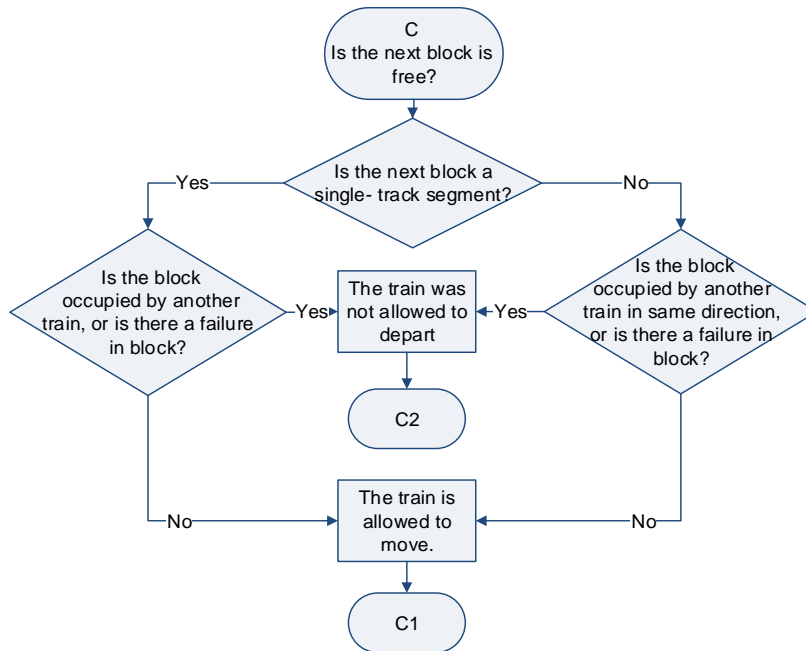 C
Is the next block is
free?
Is the next block a
single- track segment?
Yes
No
Is the block
occupied by another
train, or is there a failure
in block?
Yes
The train was
not allowed to
depart
Yes
Is the block
occupied by another
train in same direction,
or is there a failure in
block?
C2
No
The train is
allowed to
move.
No
C1